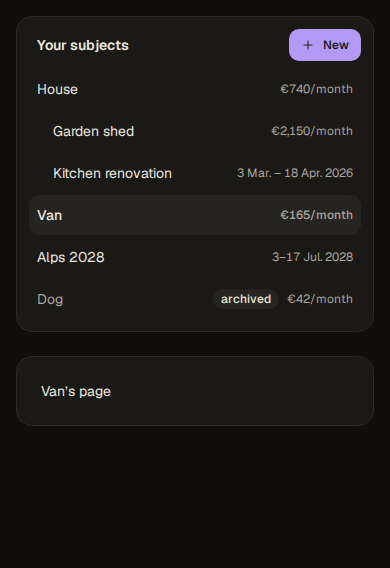 Your subjects
+ New
House €740/month
Garden shed €2,150/month
Kitchen renovation 3 Mar. – 18 Apr. 2026
Van €165/month
Alps 2028 3–17 Jul. 2028
Dog archived €42/month
Van's page